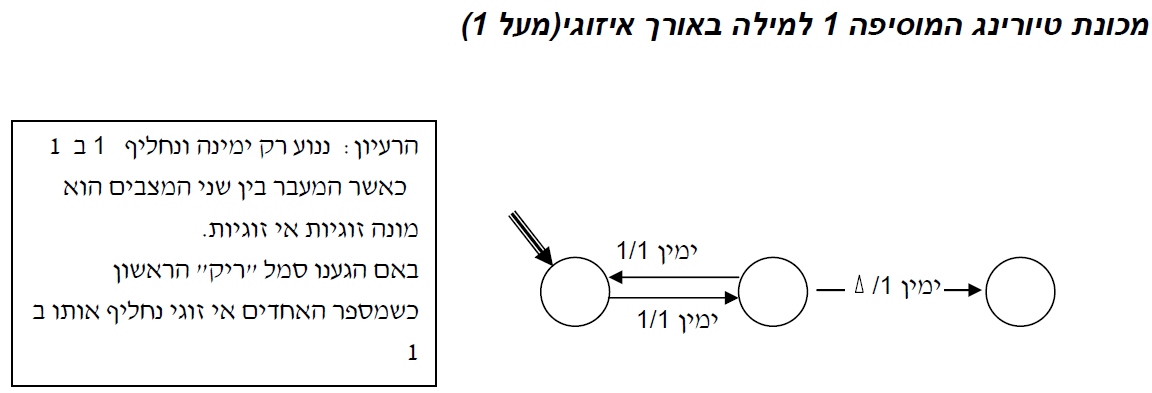 מכונת טיורינג המוסיפה 1 למילה באורך איזוגי(מעל 1)
הרעיון: ננוע רק ימינה ונחליף 1 ב 1
כאשר המעבר בין שני המצבים הוא
מונה זוגיות אי זוגיות.
באם הגענו סמל "ריק" הראשון
כשמספר האחדים אי זוגי נחליף אותו ב
1
ימין 1/1
ימין 1/1
ימין Δ /1